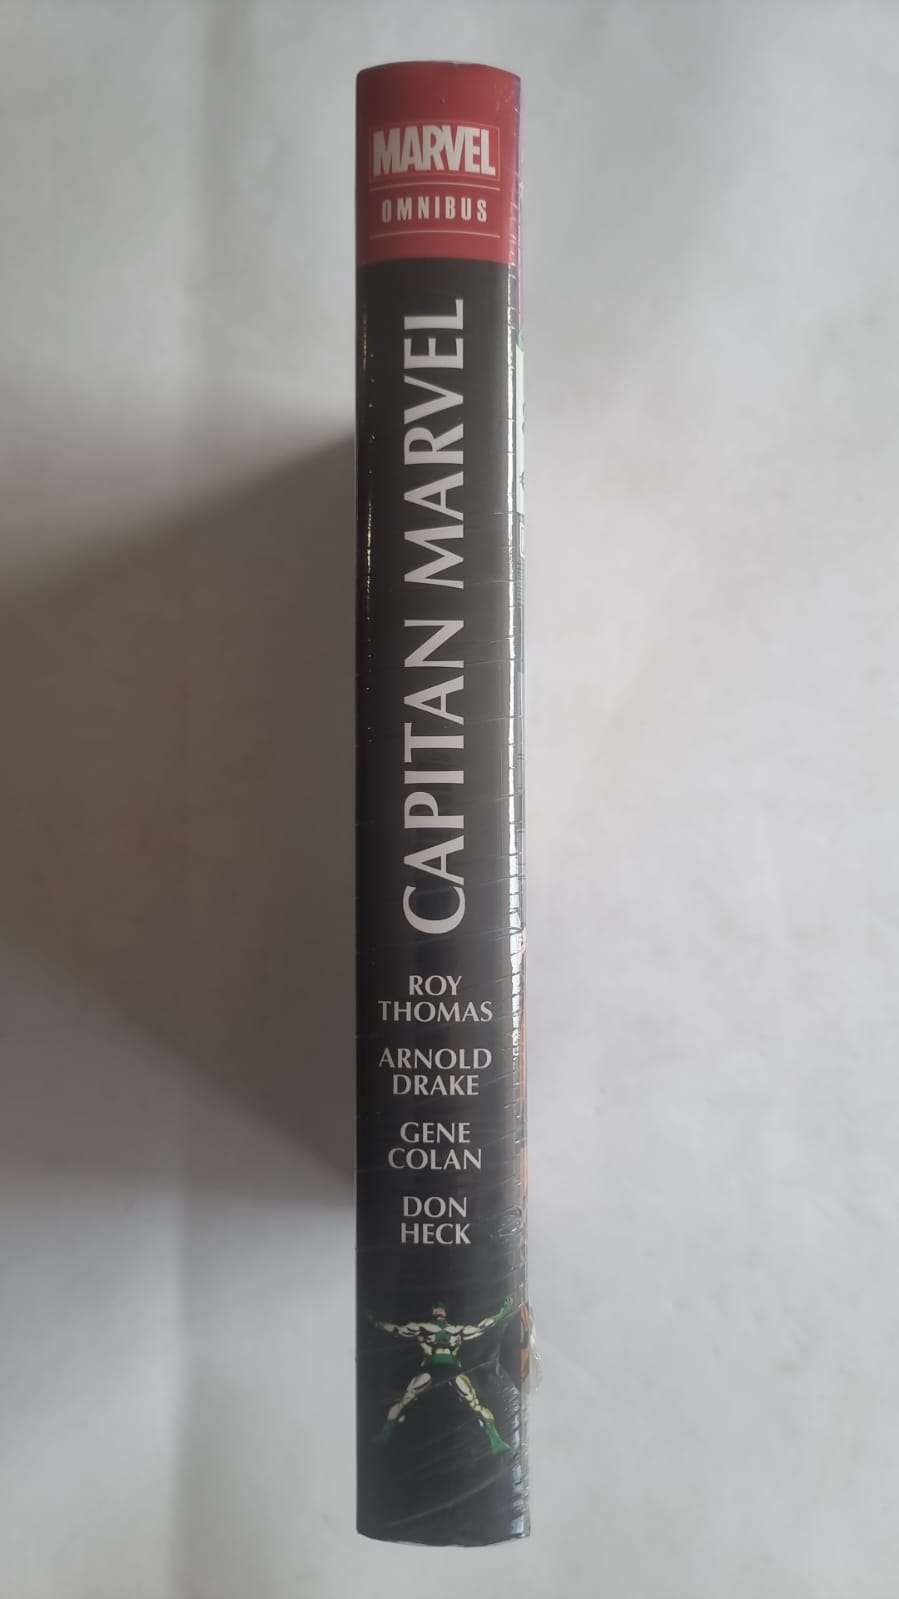 MARVEL
OMNIBUS
CAPITAN MARVEL
ROY
THOMAS
ARNOLD
DRAKE
GENE
COLAN
DON
HECK